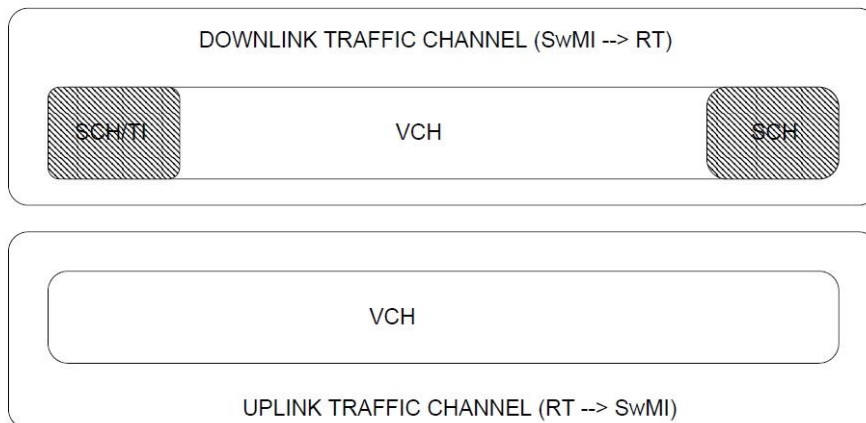 DOWNLINK TRAFFIC CHANNEL (SwMI --> RT)
SCH/TI VCH SCH
VCH
UPLINK TRAFFIC CHANNEL (RT --> SwMI)